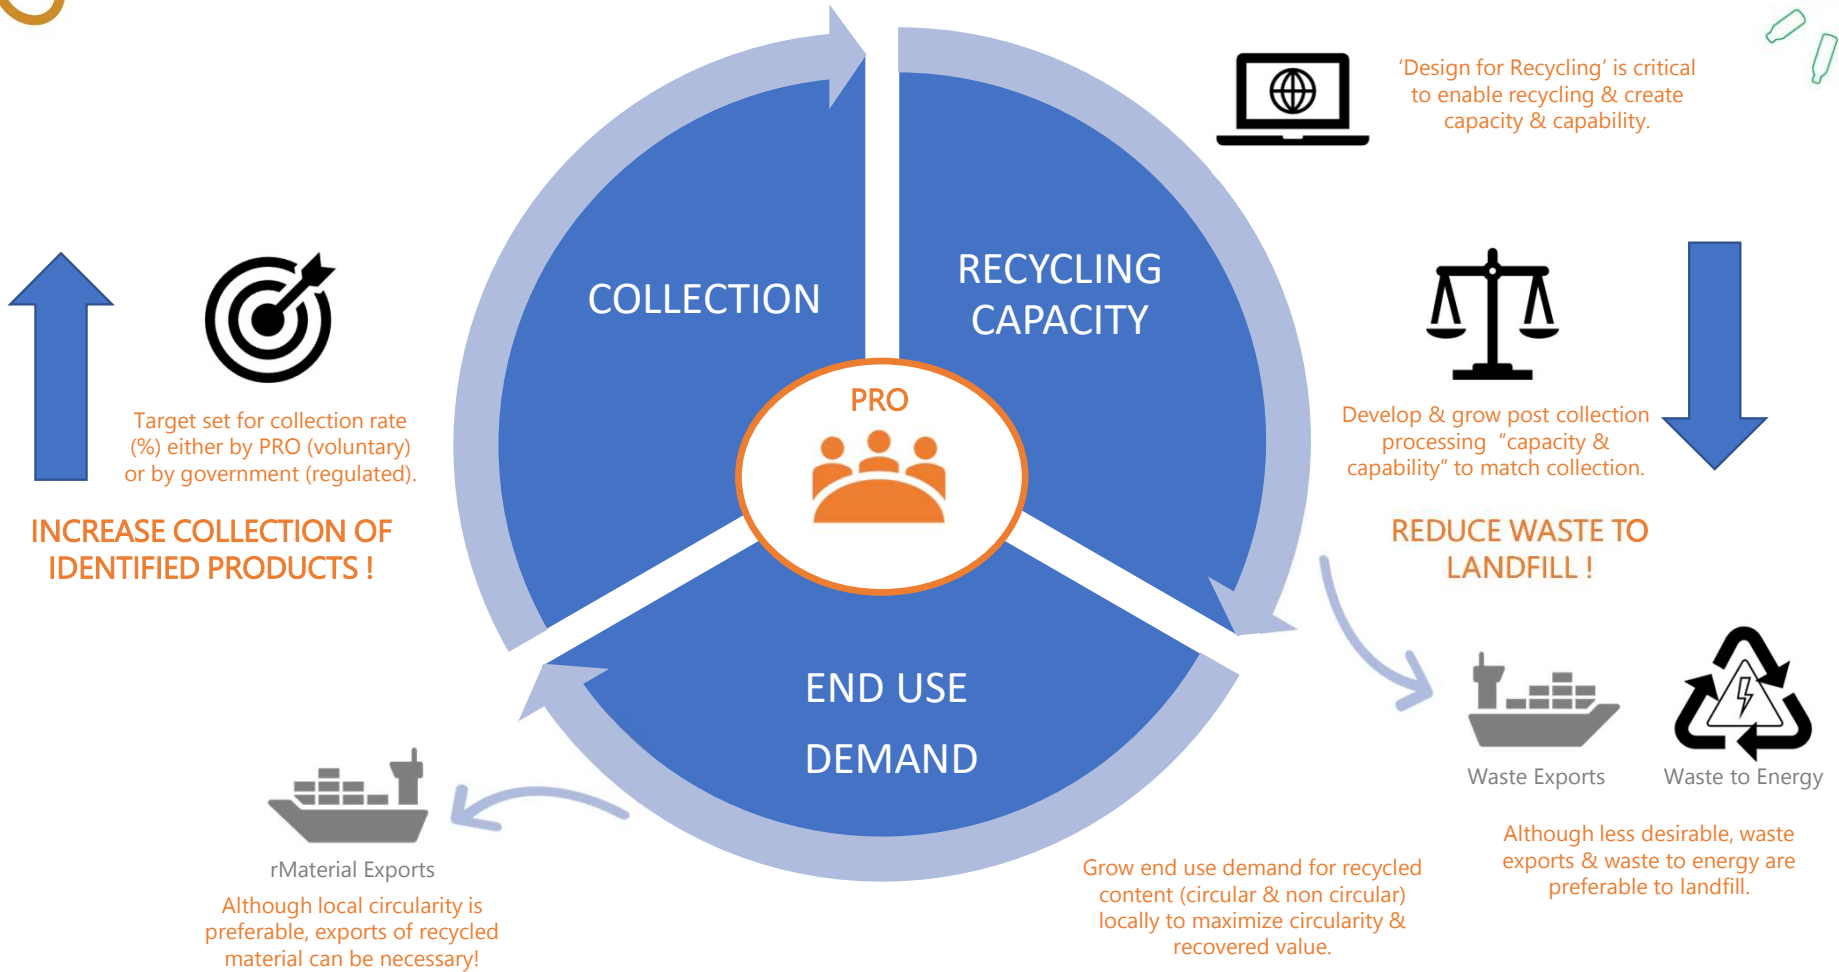 ‘Design for Recycling’ is critical
to enable recycling & create
capacity & capability.
COLLECTION
RECYCLING
CAPACITY
PRO
Target set for collection rate
(%) either by PRO (voluntary)
or by government (regulated).
INCREASE COLLECTION OF
IDENTIFIED PRODUCTS !
Develop & grow post collection
processing “capacity &
capability” to match collection.
REDUCE WASTE TO
LANDFILL !
END USE
DEMAND
Waste Exports
Waste to Energy
Although less desirable, waste
exports & waste to energy are
preferable to landfill.
rMaterial Exports
Although local circularity is
preferable, exports of recycled
material can be necessary!
Grow end use demand for recycled
content (circular & non circular)
locally to maximize circularity &
recovered value.